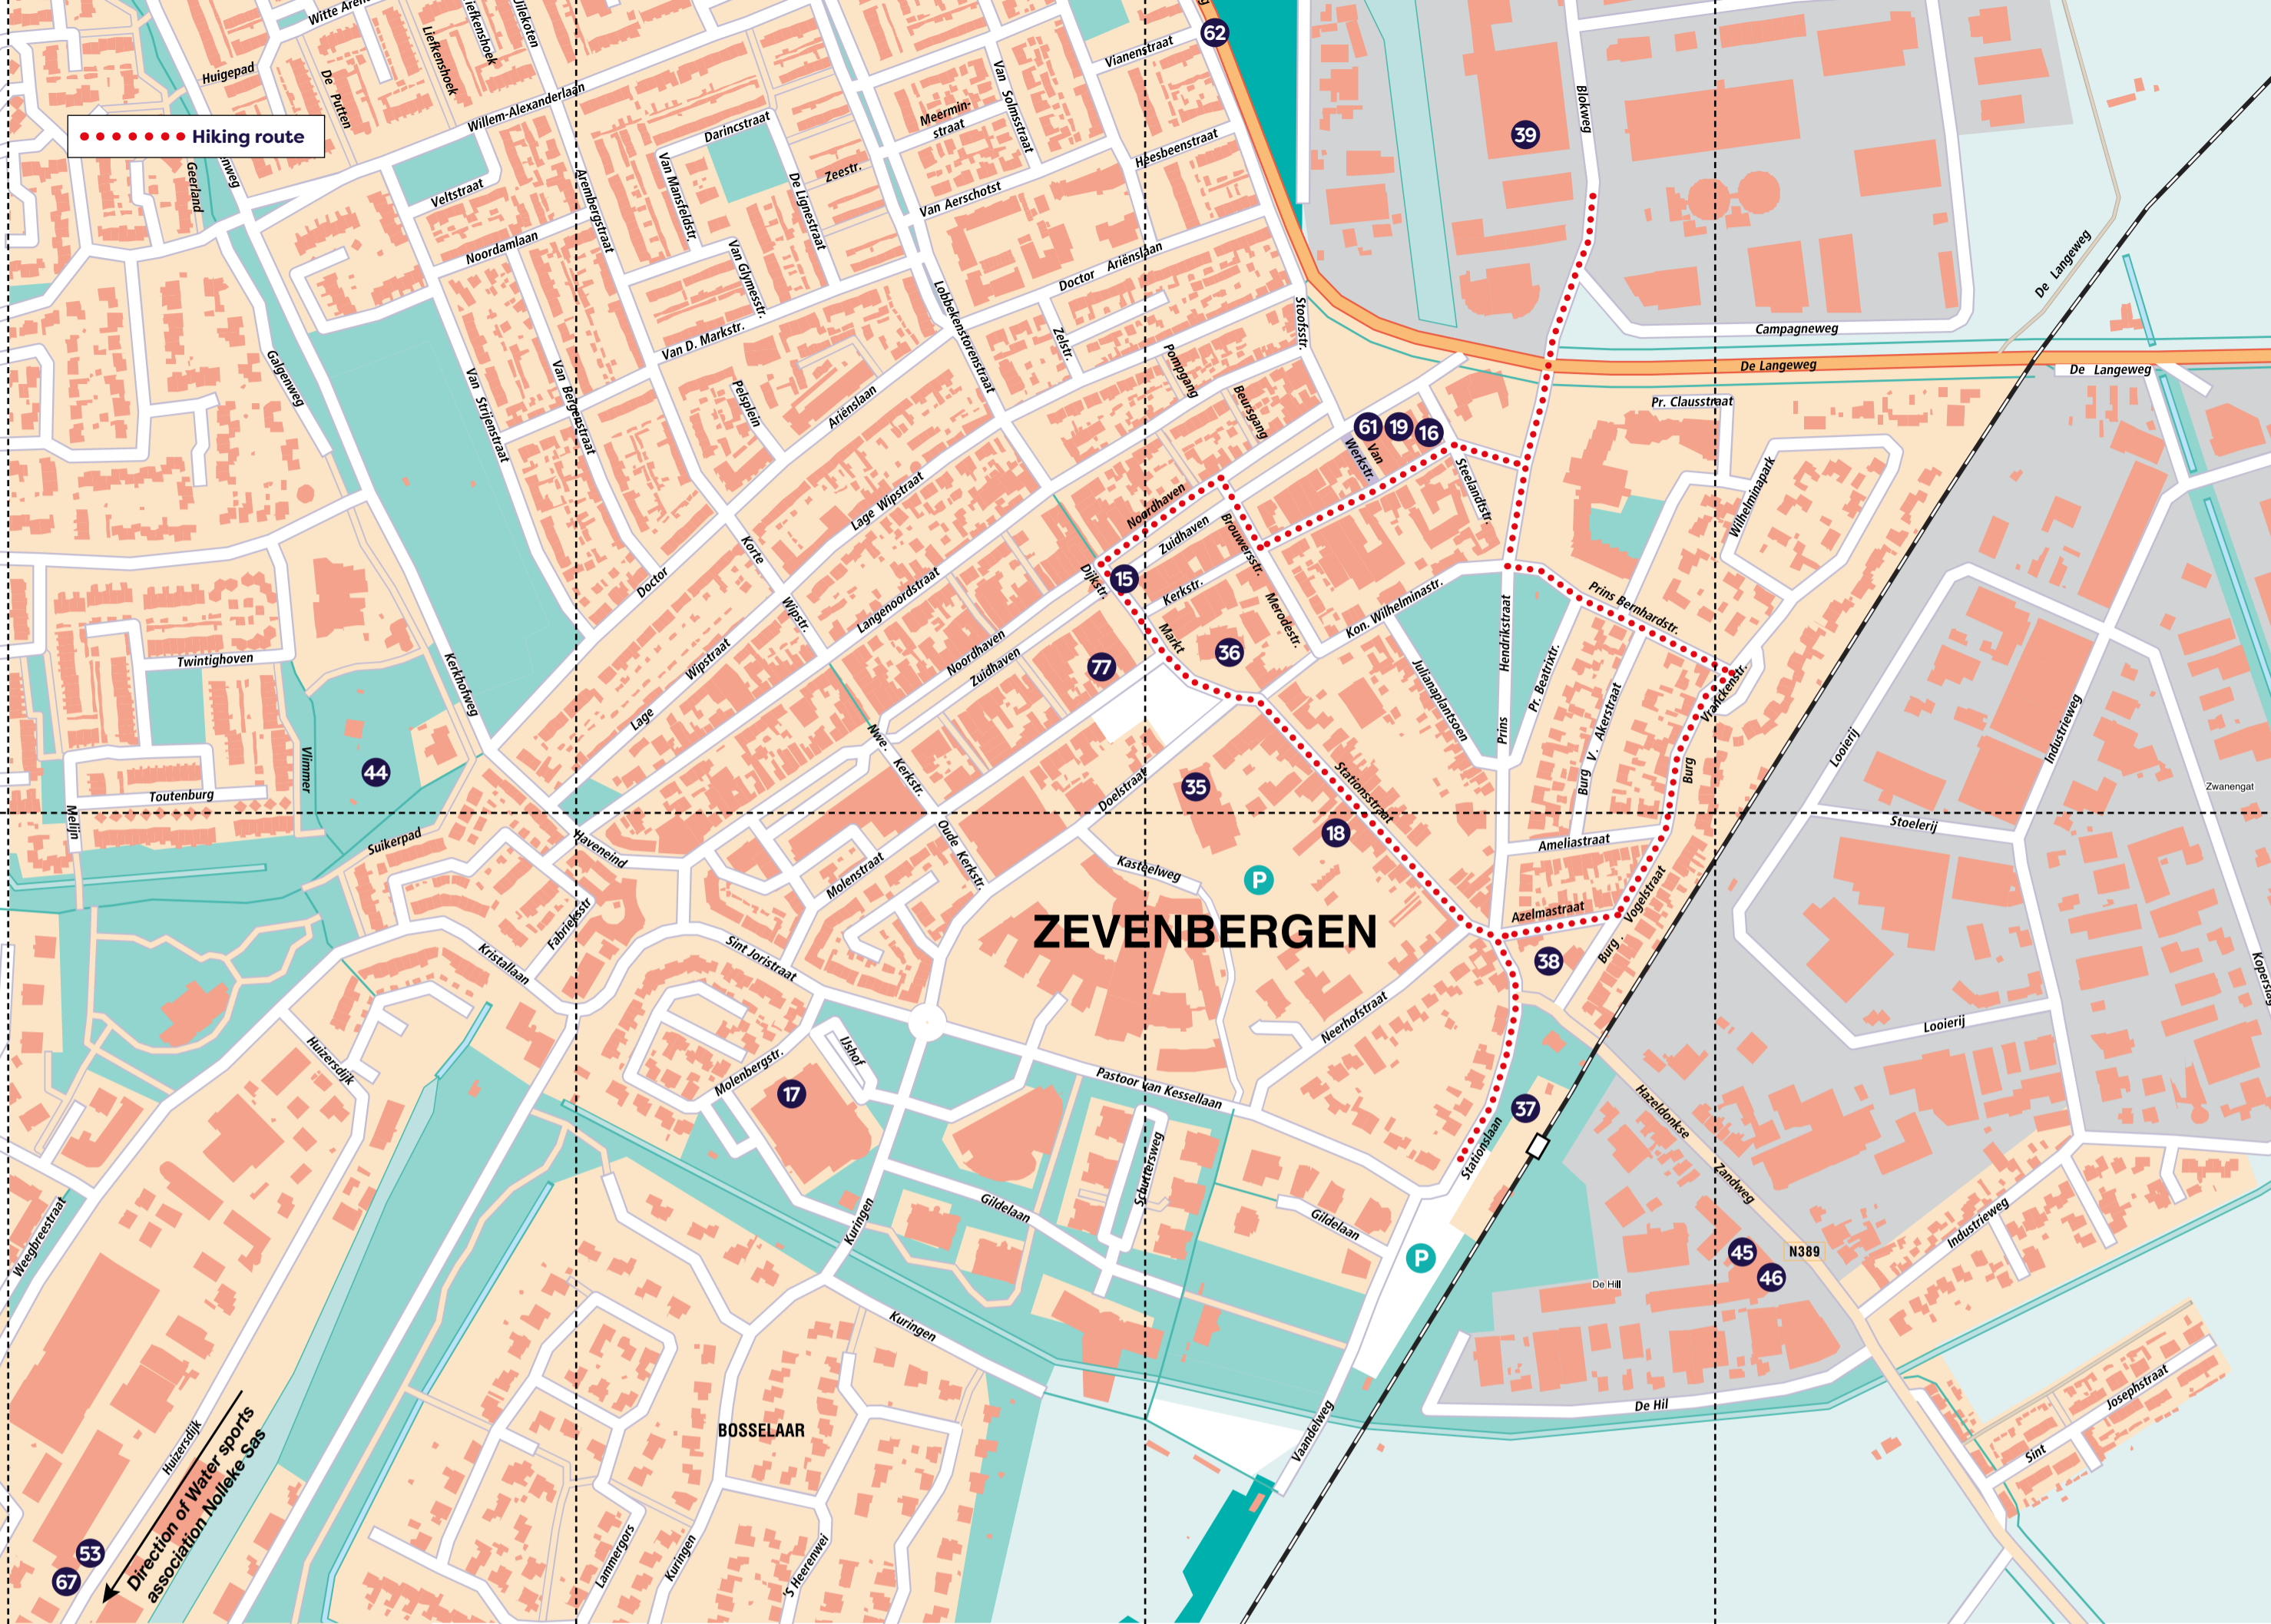 Witte Aren
Liefkenshoek
Liefkenshoek
Ullekoten
Huigepad
De Putten
Willem-Alexanderlaan
Hiking route
Geerland
Veltstraat
Noordamlaan
Arembergstraat
Darincstraat
Van Mansfeldstr.
De Lignestraat
Zeestr.
Van Glymesstr.
Meermin-
straat
Van Solmsstraat
Van Aerschotst
Vianenstraat
Heesbeenstraat
Doctor Ariënslaan
62
39
Blokweg
Campagneweg
De Langeweg
De Langeweg
De Langeweg
Galgenweg
Van Strijenstraat
Van Bergenstraat
Van D. Markstr.
Pelsplein
Ariënslaan
Lobbekenstorenstraat
Zelstr.
Pompgang
Beursgang
Stoofsstr.
61
19
16
Van
Werkstr.
Steelandtstr.
Pr. Clausstraat
Wilhelminapark
Lage Wipstraat
Korte
Wipstr.
Doctor
Langenoordstraat
Noordhaven
Zuidhaven
Brouwersstr.
Dijkstr.
15
Kerkstr.
Markt
36
Merodestr.
Kon. Wilhelminastr.
Prins Bernhardstr.
Hendrikstraat
Prins
Julianaplantsoen
Pr. Beatrixtr.
Burg V. Akerstraat
Vranckenstr.
Burg
Twintighoven
Kerkhofweg
Lage
Wipstraat
Noordhaven
Zuidhaven
77
Nwe.
Kerkstr.
44
Vlimmer
Toutenburg
Melijn
Suikerpad
Haveneind
Doelstraat
35
Stationsstraat
18
Looierij
Industrieweg
Zwanengat
Stoelerij
Ameliastraat
Vogelstraat
Azelmastraat
Burg.
38
Molenstraat
Oude Kerkstr.
Kasteelweg
P
ZEVENBERGEN
Fabrieksstr
Kristallaan
Sint Joristraat
Neerhofstraat
Looierij
Huizersdijk
Molenbergstr.
IJshof
17
Pastoor van Kessellaan
Schuttersweg
Stationslaan
37
Hazeldonkse
Zandweg
Weegbreestraat
Kuringen
Gildelaan
Gildelaan
P
45
46
N389
Industrieweg
De Hill
De Hil
Kuringen
BOSSELAAR
Vaandelweg
Sint
Josephstraat
Huizersdijk
Direction of Water sports
association Nolleke Sas
53
67
Lammergors
Kuringen
'S Heerenwei